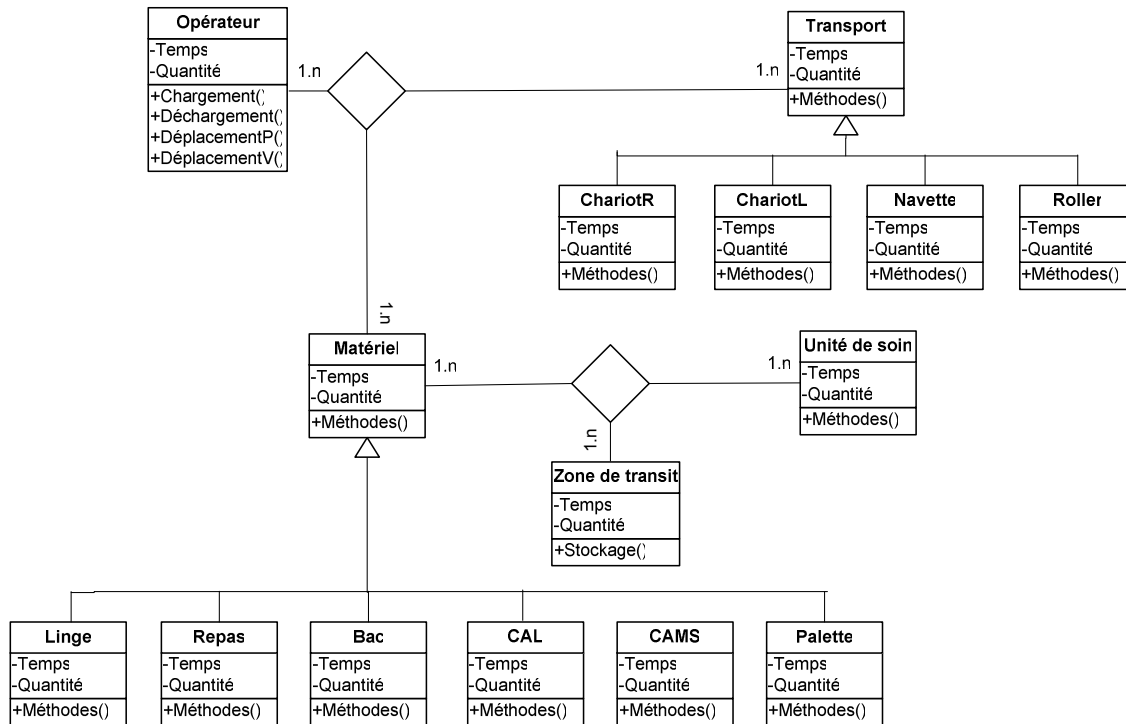 Opérateur
-Temps
-Quantité
+Chargement()
+Déchargement()
+DéplacementP()
+DéplacementV()
1.n
1.n
Transport
-Temps
-Quantité
+Méthodes()
ChariotR
-Temps
-Quantité
+Méthodes()
ChariotL
-Temps
-Quantité
+Méthodes()
Navette
-Temps
-Quantité
+Méthodes()
Roller
-Temps
-Quantité
+Méthodes()
1.n
Matériel
-Temps
-Quantité
+Méthodes()
1.n
1.n
Unité de soin
-Temps
-Quantité
+Méthodes()
1.n
Zone de transit
-Temps
-Quantité
+Stockage()
Linge
-Temps
-Quantité
+Méthodes()
Repas
-Temps
-Quantité
+Méthodes()
Bac
-Temps
-Quantité
+Méthodes()
CAL
-Temps
-Quantité
+Méthodes()
CAMS
-Temps
-Quantité
+Méthodes()
Palette
-Temps
-Quantité
+Méthodes()